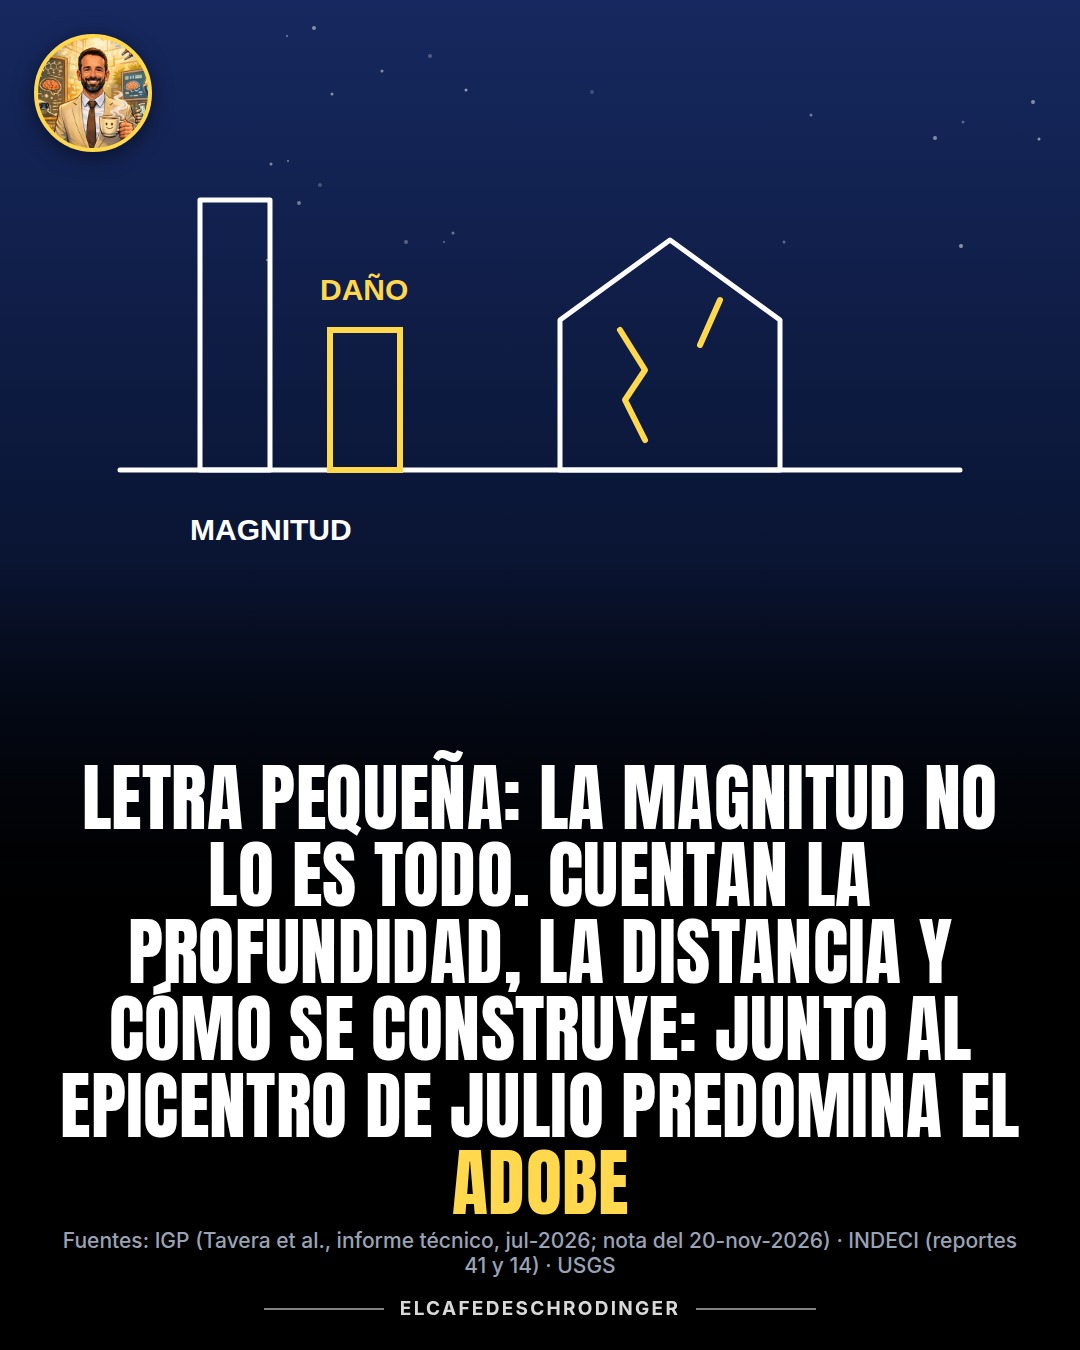 DAÑO
MAGNITUD
LETRA PEQUEÑA: LA MAGNITUD NO
LO ES TODO. CUENTAN LA
PROFUNDIDAD, LA DISTANCIA Y
CÓMO SE CONSTRUYE: JUNTO AL
EPICENTRO DE JULIO PREDOMINA EL
ADOBE
Fuentes: IGP (Tavera et al., informe técnico, jul-2026; nota del 20-nov-2026) · INDECI (reportes
41 y 14) · USGS
ELCAFEDESCHRODINGER